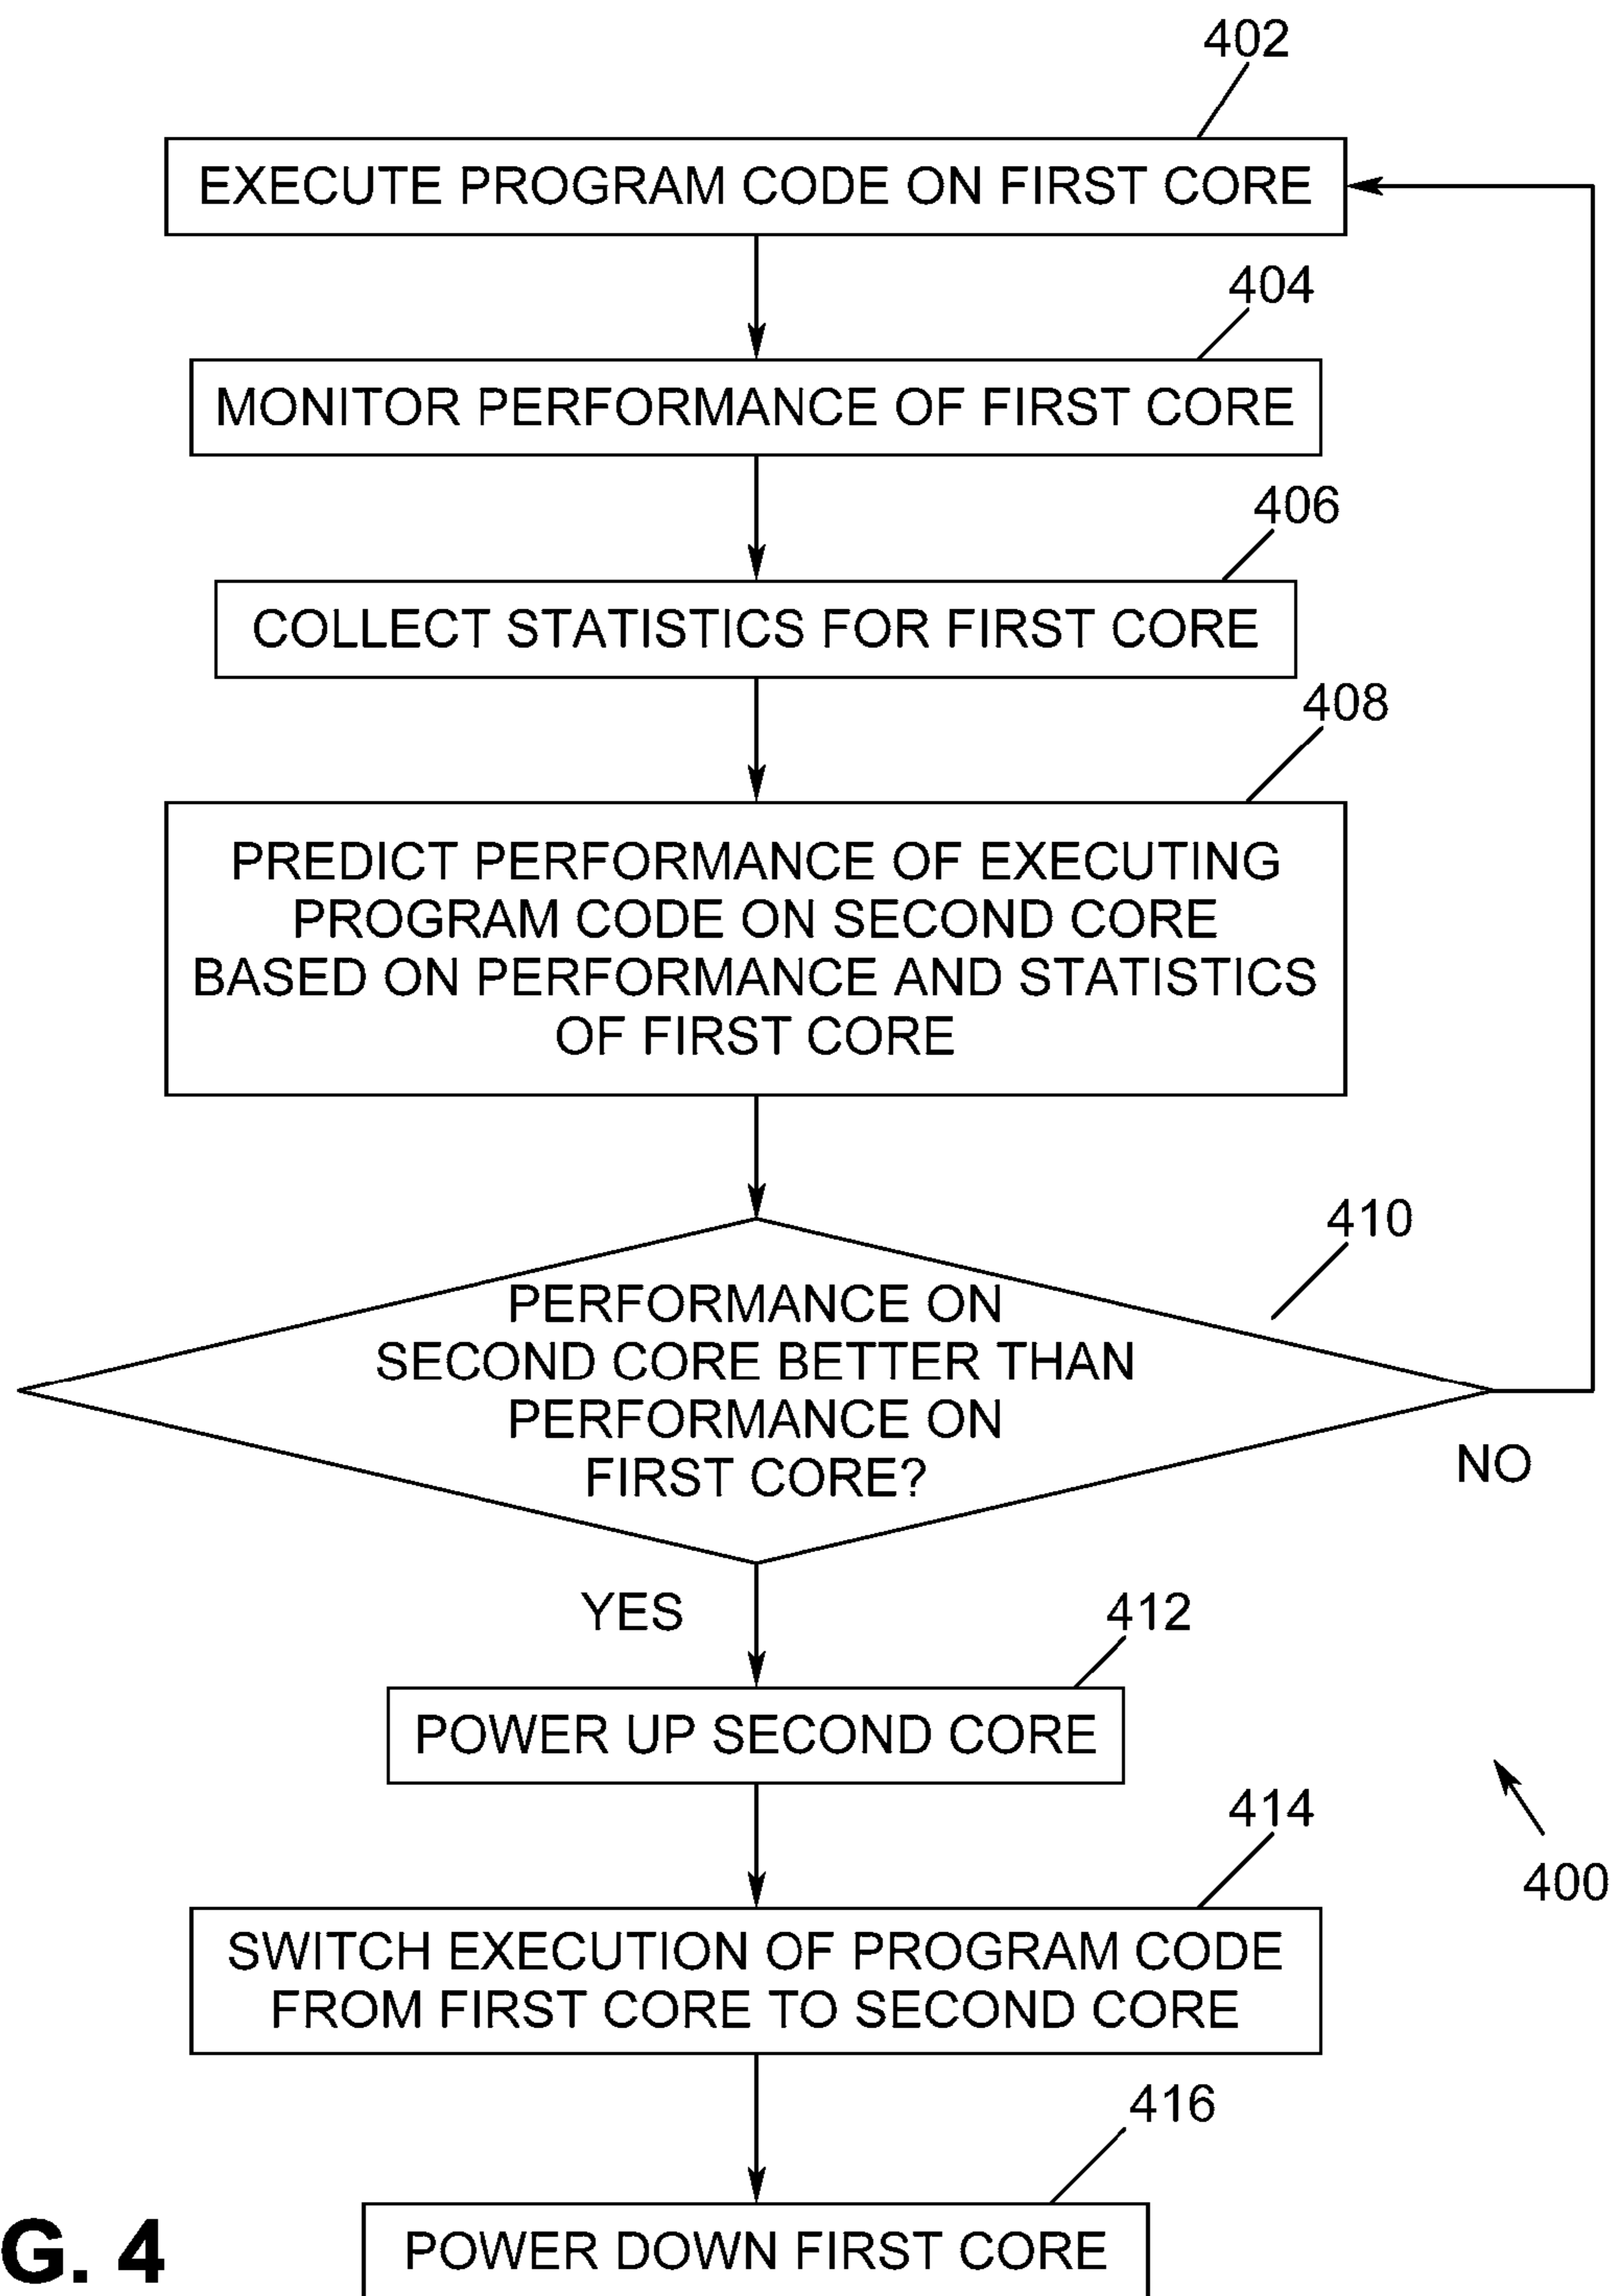 402
EXECUTE PROGRAM CODE ON FIRST CORE
404
MONITOR PERFORMANCE OF FIRST CORE
406
COLLECT STATISTICS FOR FIRST CORE
408
PREDICT PERFORMANCE OF EXECUTING
PROGRAM CODE ON SECOND CORE
BASED ON PERFORMANCE AND STATISTICS
OF FIRST CORE
410
PERFORMANCE ON
SECOND CORE BETTER THAN
PERFORMANCE ON
FIRST CORE?
NO
YES
412
POWER UP SECOND CORE
414
400
SWITCH EXECUTION OF PROGRAM CODE
FROM FIRST CORE TO SECOND CORE
416
G. 4
POWER DOWN FIRST CORE